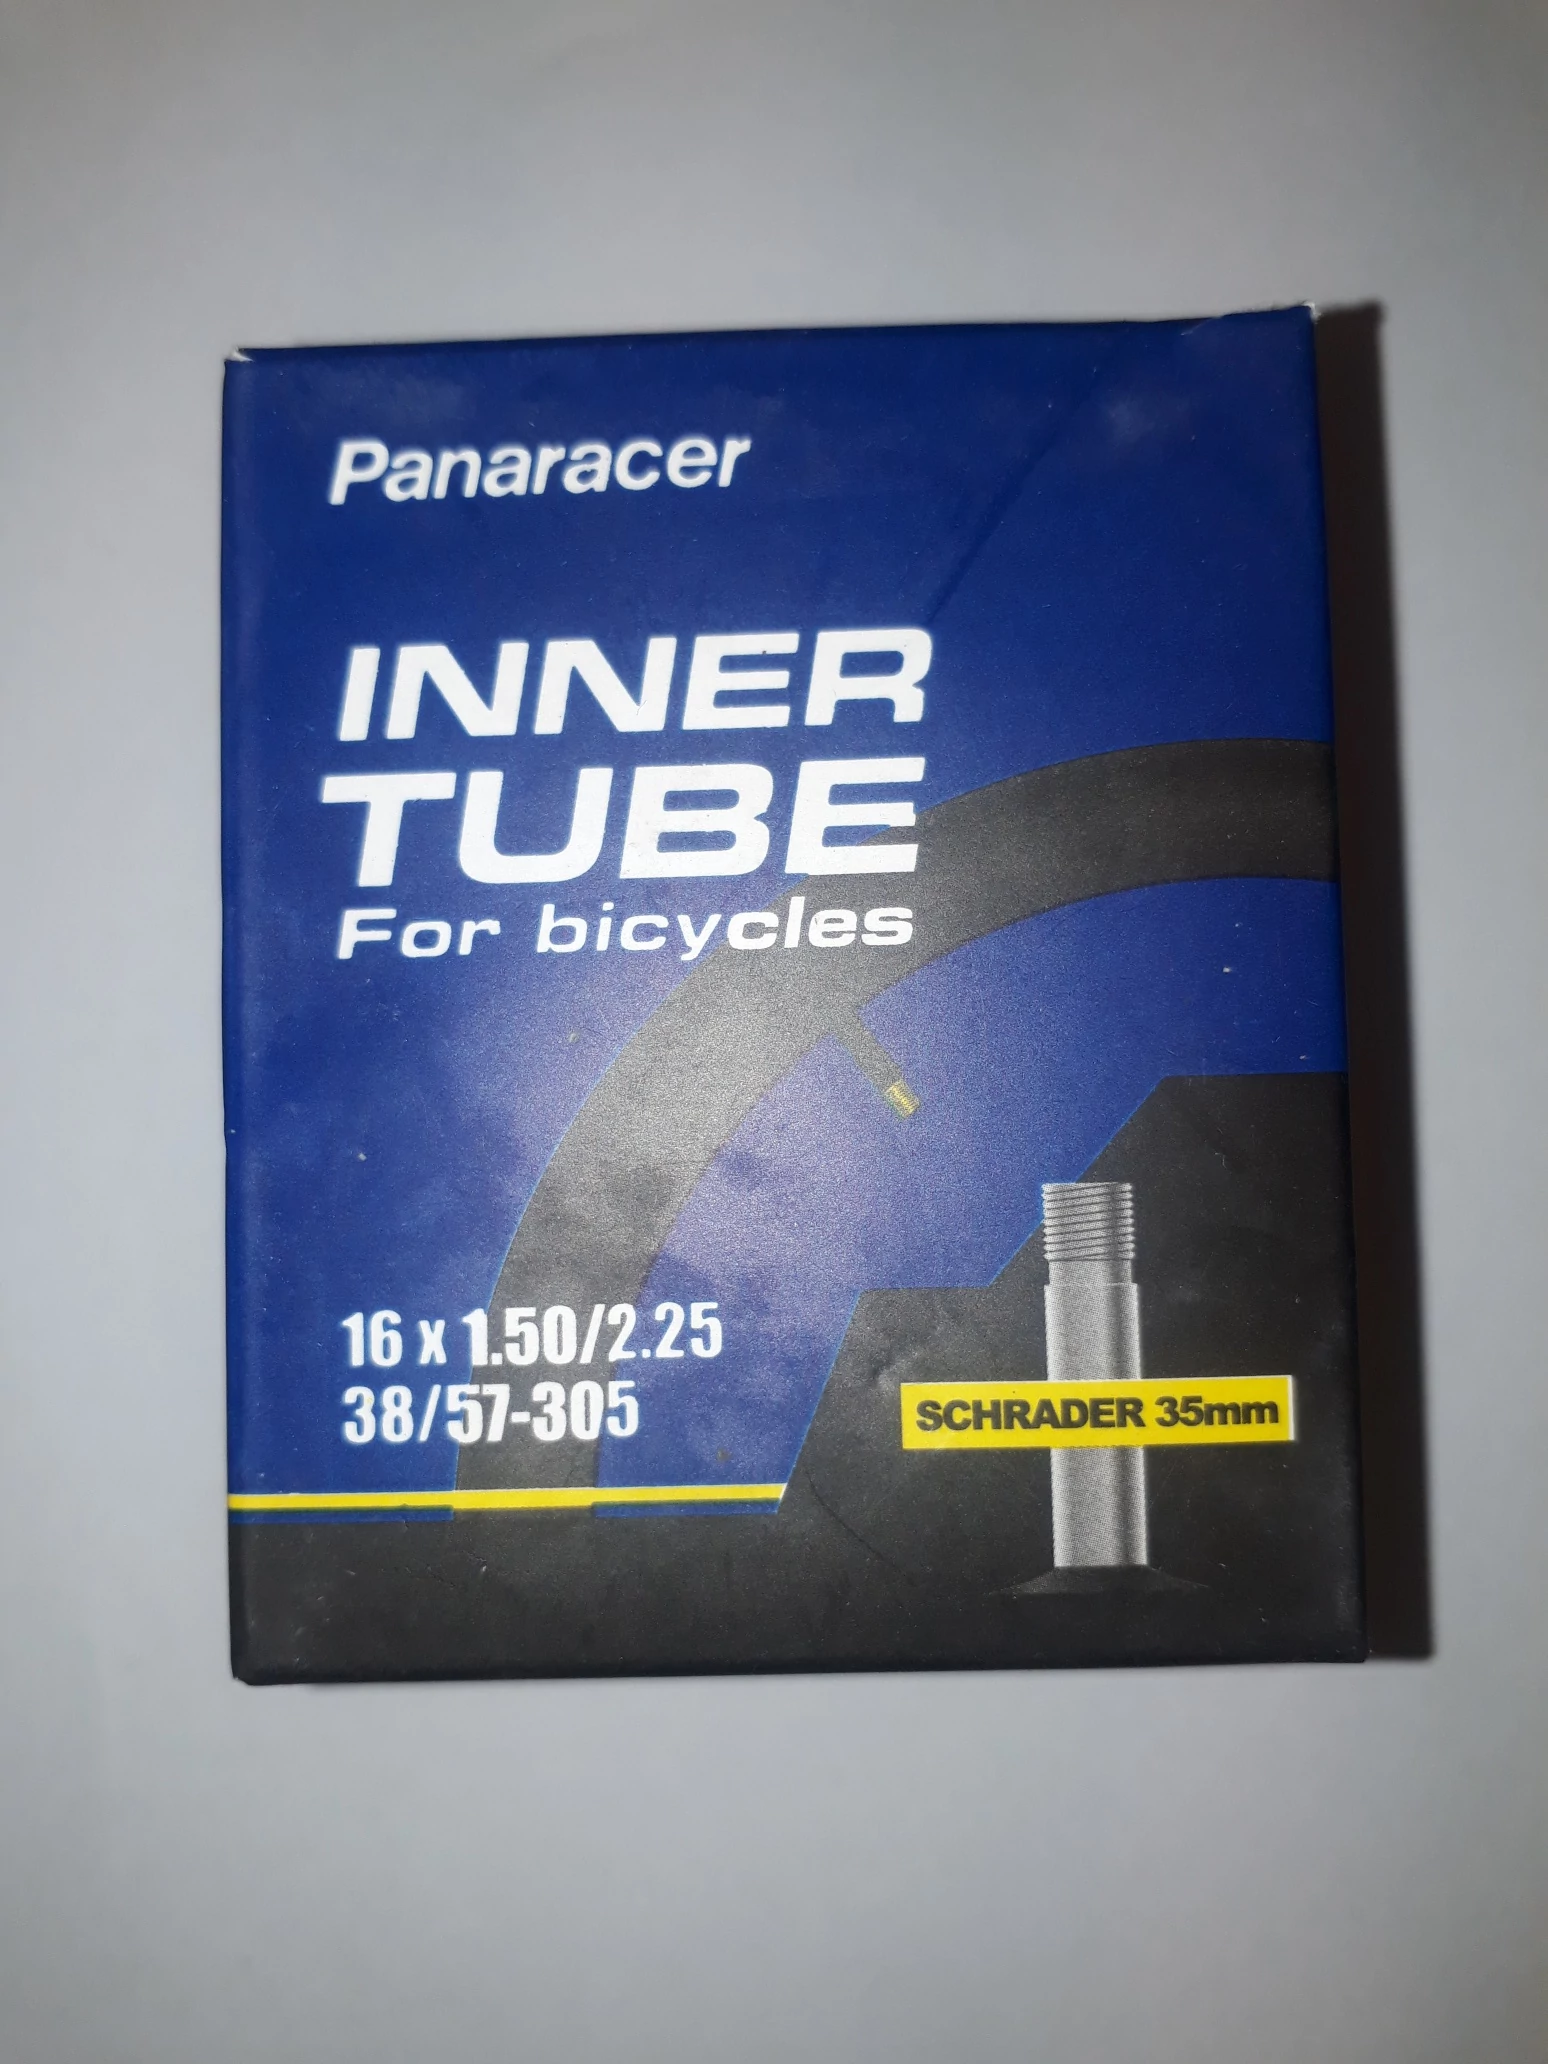 Panaracer
INNER
TUBE
For bicycles
16 x 1.50/2.25
38/57-305
SCHRADER 35mm